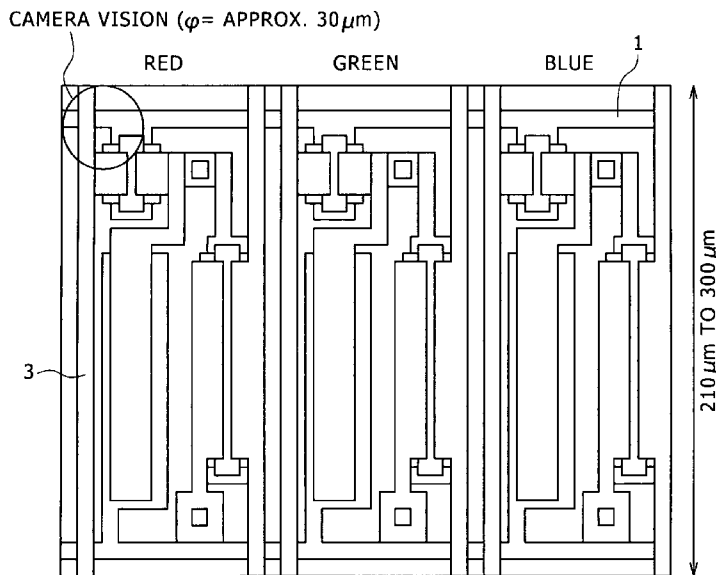 CAMERA VISION (φ= APPROX. 30μm)
RED GREEN BLUE
1
3
210μm TO 300μm